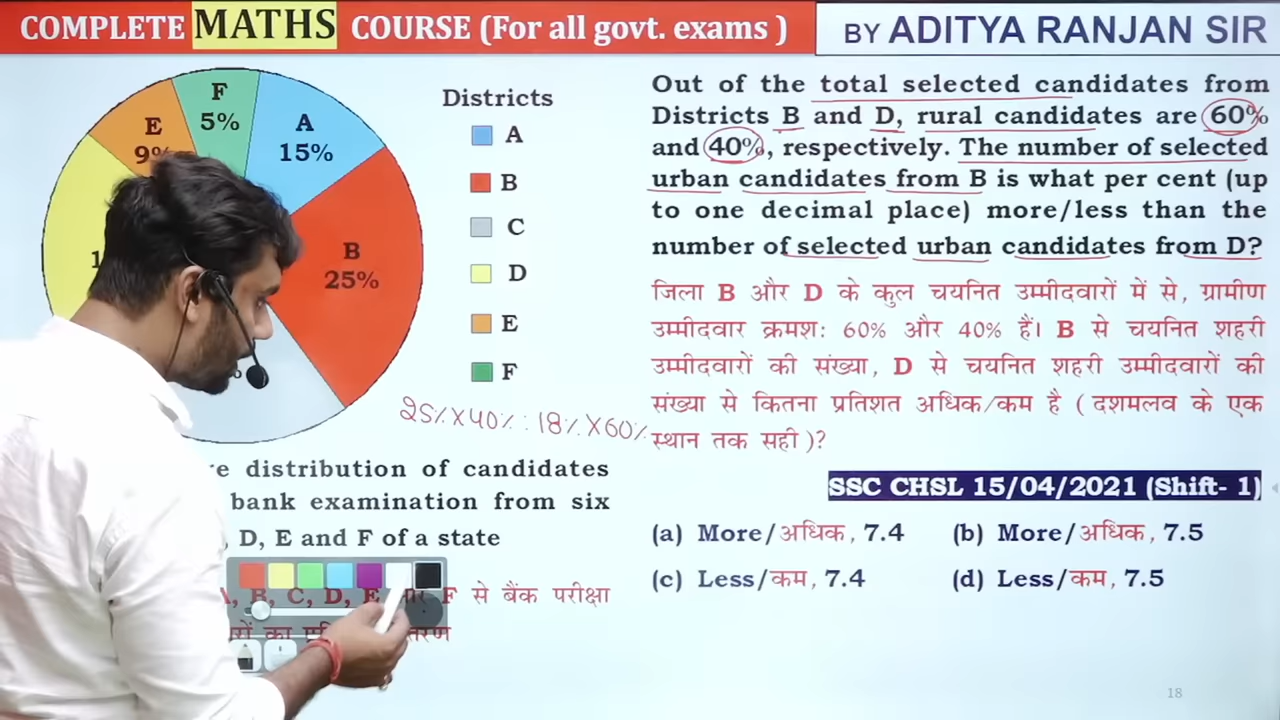 COMPLETE MATHS COURSE (For all govt. exams )
BY ADITYA RANJAN SIR
F
5%
A
15%
E
9%
B
25%
1
Districts
A
B
C
D
E
F
25% X 40% : 18% X 60%
distribution of candidates
bank examination from six
, D, E and F of a state
A, B, C, D, E F से बैंक परीक्षा
Out of the total selected candidates from
Districts B and D, rural candidates are 60%
and 40%, respectively. The number of selected
urban candidates from B is what per cent (up
to one decimal place) more/less than the
number of selected urban candidates from D?
जिला B और D के कुल चयनित उम्मीदवारों में से, ग्रामीण
उम्मीदवार क्रमश: 60% और 40% हैं। B से चयनित शहरी
उम्मीदवारों की संख्या, D से चयनित शहरी उम्मीदवारों की
संख्या से कितना प्रतिशत अधिक/कम है ( दशमलव के एक
स्थान तक सही )?
SSC CHSL 15/04/2021 (Shift- 1)
(a) More/अधिक, 7.4 (b) More/अधिक, 7.5
(c) Less/कम, 7.4 (d) Less/कम, 7.5
18